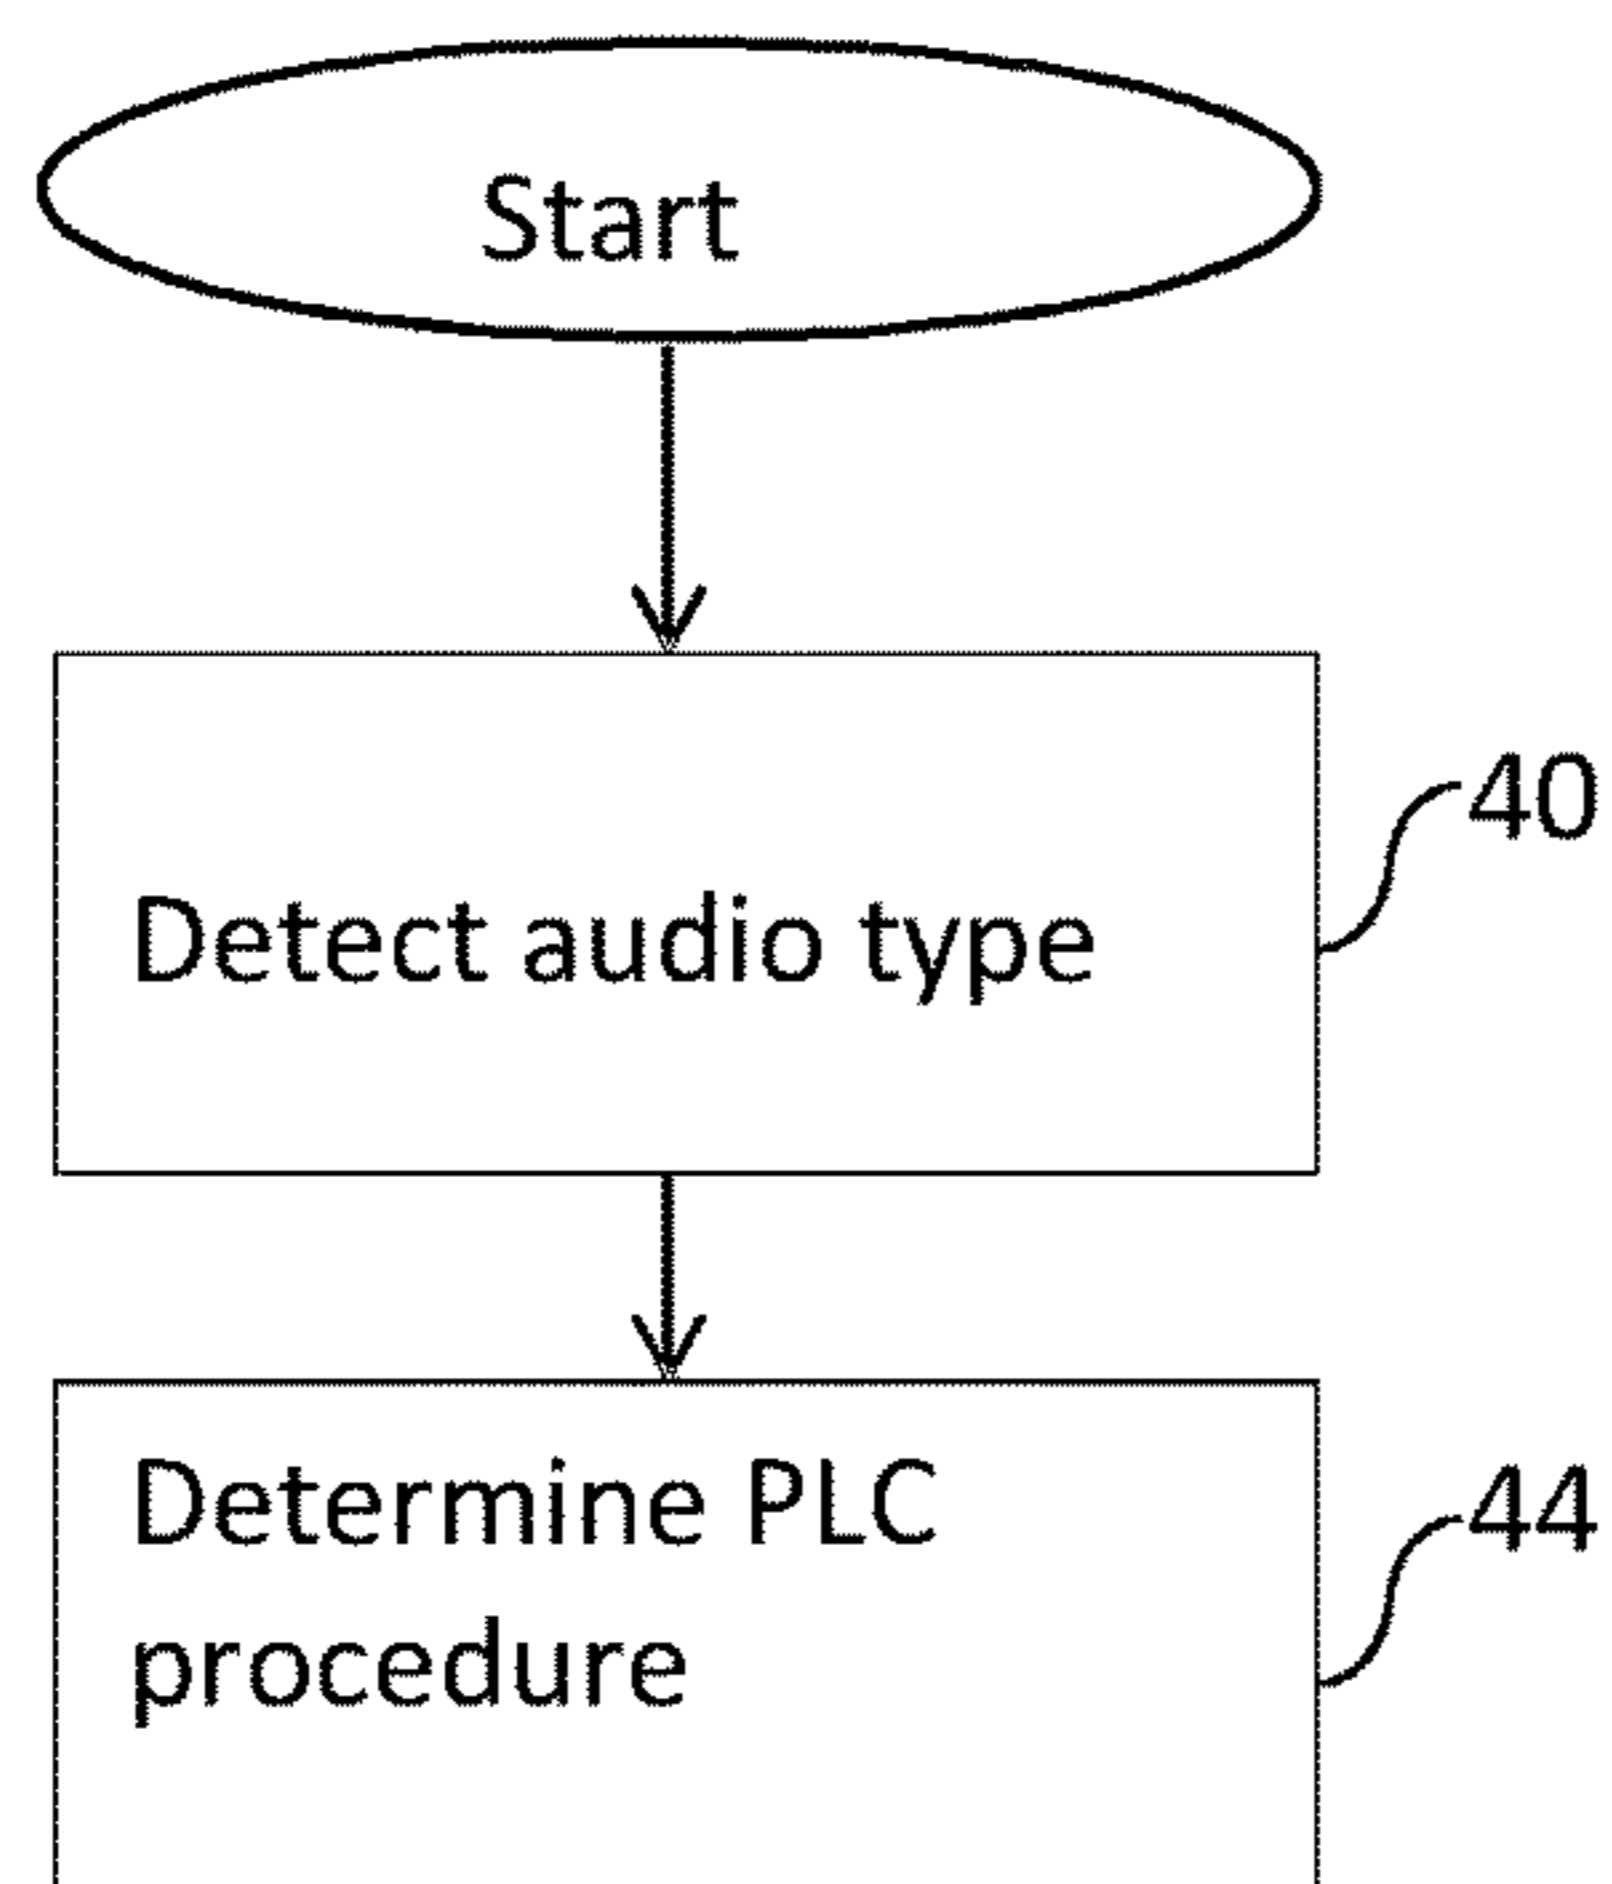 Start
40
Detect audio type
44
Determine PLC
procedure